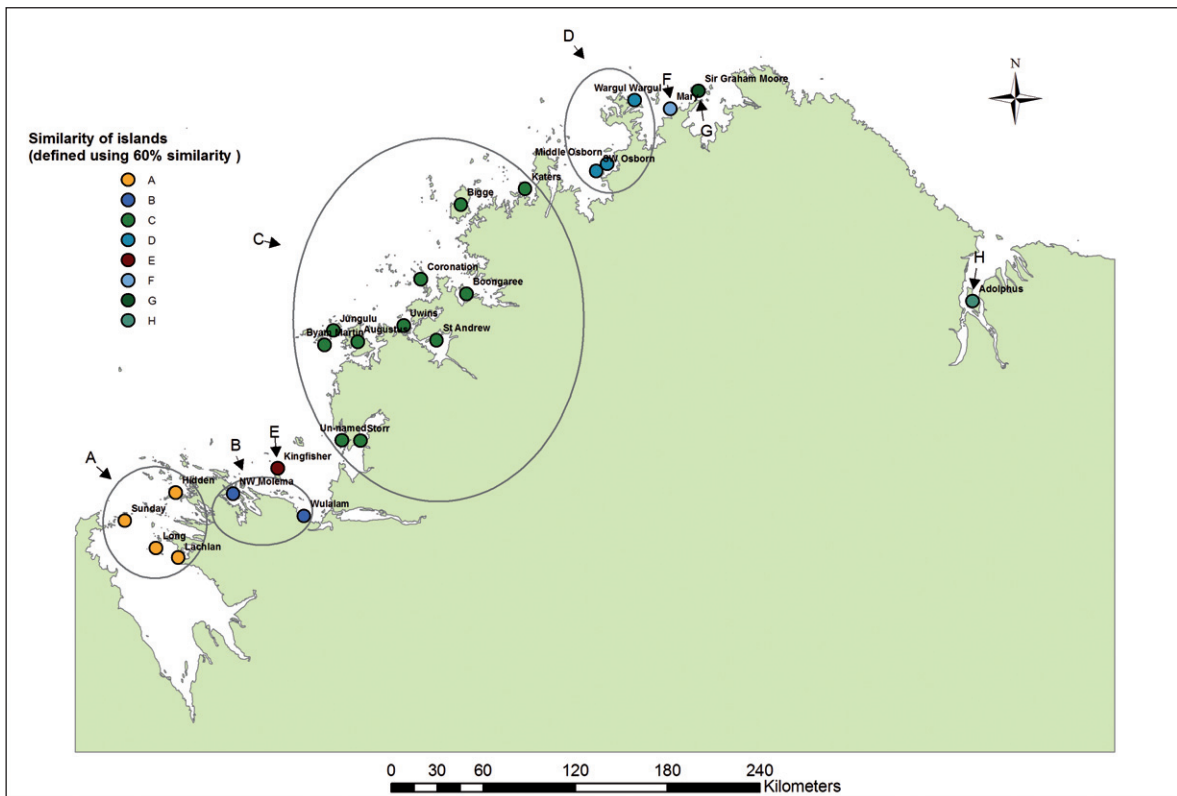 D
N
Wargul Wargul
F
Mary
Sir Graham Moore
G
Similarity of islands
(defined using 60% similarity )
A
B
C
D
E
F
G
H
Middle Osborn
SW Osborn
Katers
Bigge
C
Coronation
Boongaree
H
Adolphus
Jungulu
Uwins
Byam Martin
Augustus
St Andrew
Un-named
Storr
A
B
E
Kingfisher
Hidden
NW Molema
Sunday
Wulalam
Long
Lachlan
0 30 60 120 180 240
Kilometers